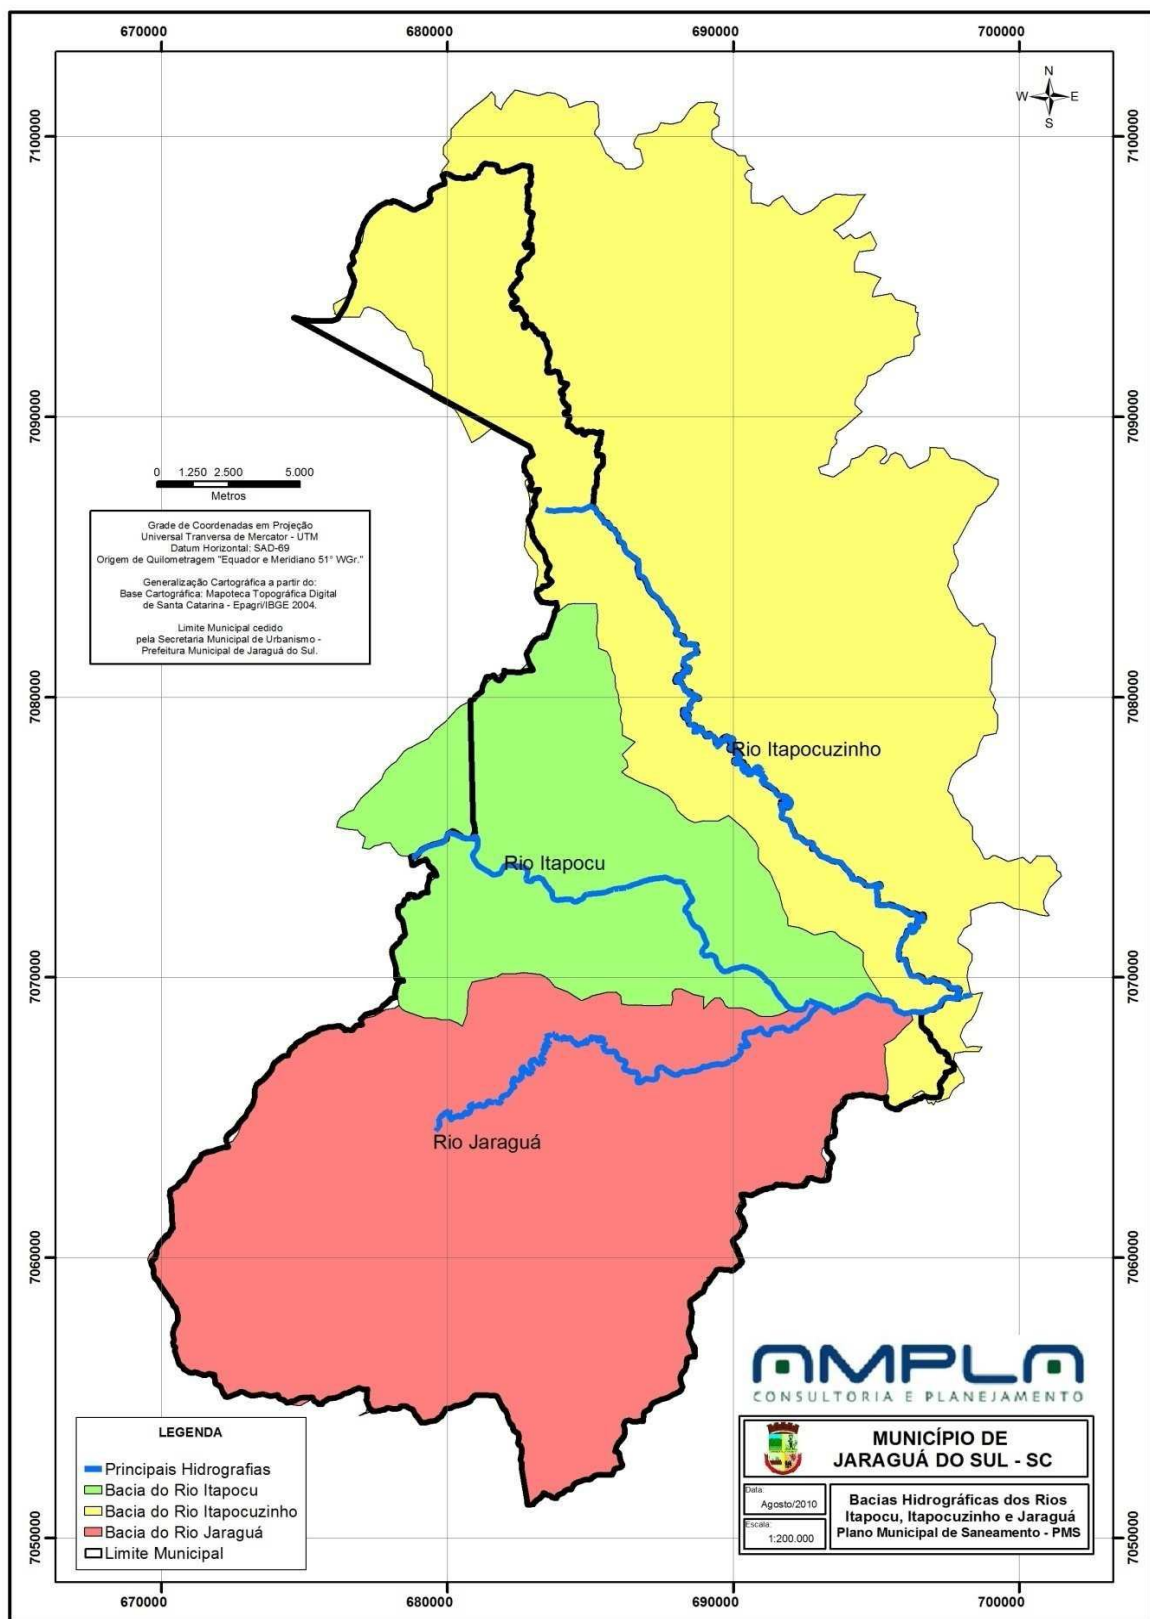 670000
680000
690000
700000
N
W
E
S
7100000
7100000
7090000
7090000
0 1.250 2.500 5.000
Metros
Grade de Coordenadas em Projeção
Universal Tranversa de Mercator - UTM
Datum Horizontal: SAD-69
Origem de Quilometragem "Equador e Meridiano 51° WGr."
Generalização Cartográfica a partir do:
Base Cartográfica: Mapoteca Topográfica Digital
de Santa Catarina - Epagri/IBGE 2004.
Limite Municipal cedido
pela Secretaria Municipal de Urbanismo -
Prefeitura Municipal de Jaraguá do Sul.
7080000
7080000
Rio Itapocuzinho
Rio Itapocu
7070000
7070000
Rio Jaraguá
7060000
7060000
AMPLA
CONSULTORIA E PLANEJAMENTO
LEGENDA
Principais Hidrografias
Bacia do Rio Itapocu
Bacia do Rio Itapocuzinho
Bacia do Rio Jaraguá
Limite Municipal
MUNICÍPIO DE
JARAGUÁ DO SUL - SC
Data:
Agosto/2010
Escala:
1:200.000
Bacias Hidrográficas dos Rios
Itapocu, Itapocuzinho e Jaraguá
Plano Municipal de Saneamento - PMS
7050000
7050000
670000
680000
690000
700000